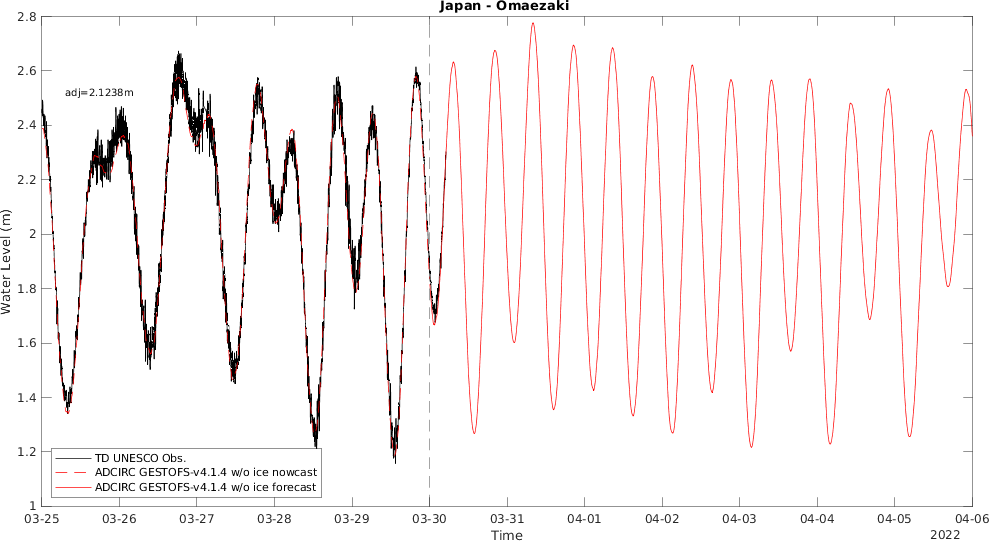 Japan - Omaezaki
2.8
2.6
2.4
2.2
2
1.8
1.6
1.4
1.2
1
Water Level (m)
adj=2.1238m
TD UNESCO Obs.
ADCIRC GESTOFS-v4.1.4 w/o ice nowcast
ADCIRC GESTOFS-v4.1.4 w/o ice forecast
03-25 03-26 03-27 03-28 03-29 03-30 03-31 04-01 04-02 04-03 04-04 04-05 04-06
Time
2022